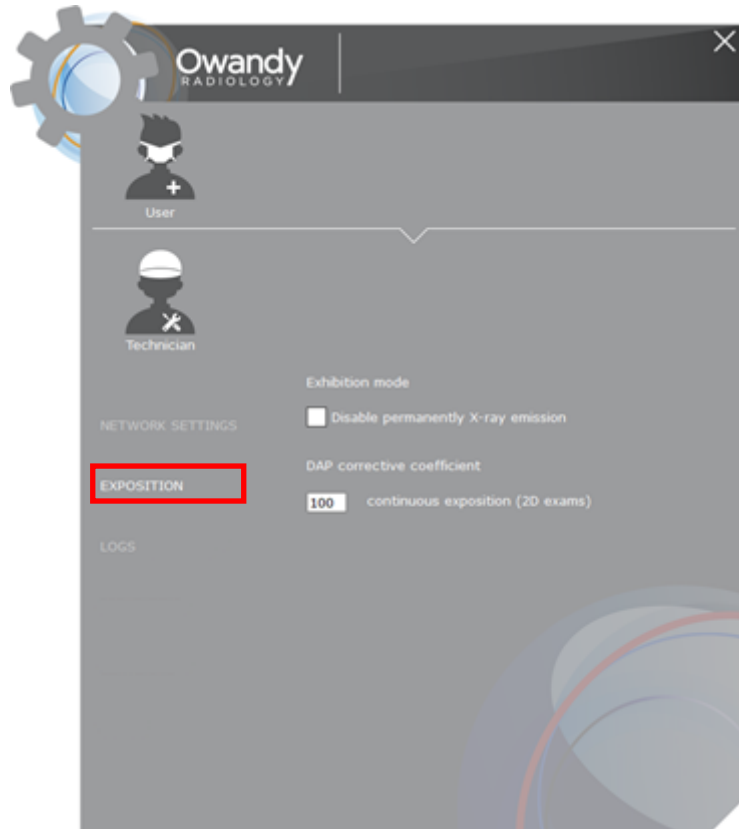 Owandy
RADIOLOGY
User
Technician
Exhibition mode
Disable permanently X-ray emission
NETWORK SETTINGS
DAP corrective coefficient
EXPOSITION
100 continuous exposition (2D exams)
LOGS